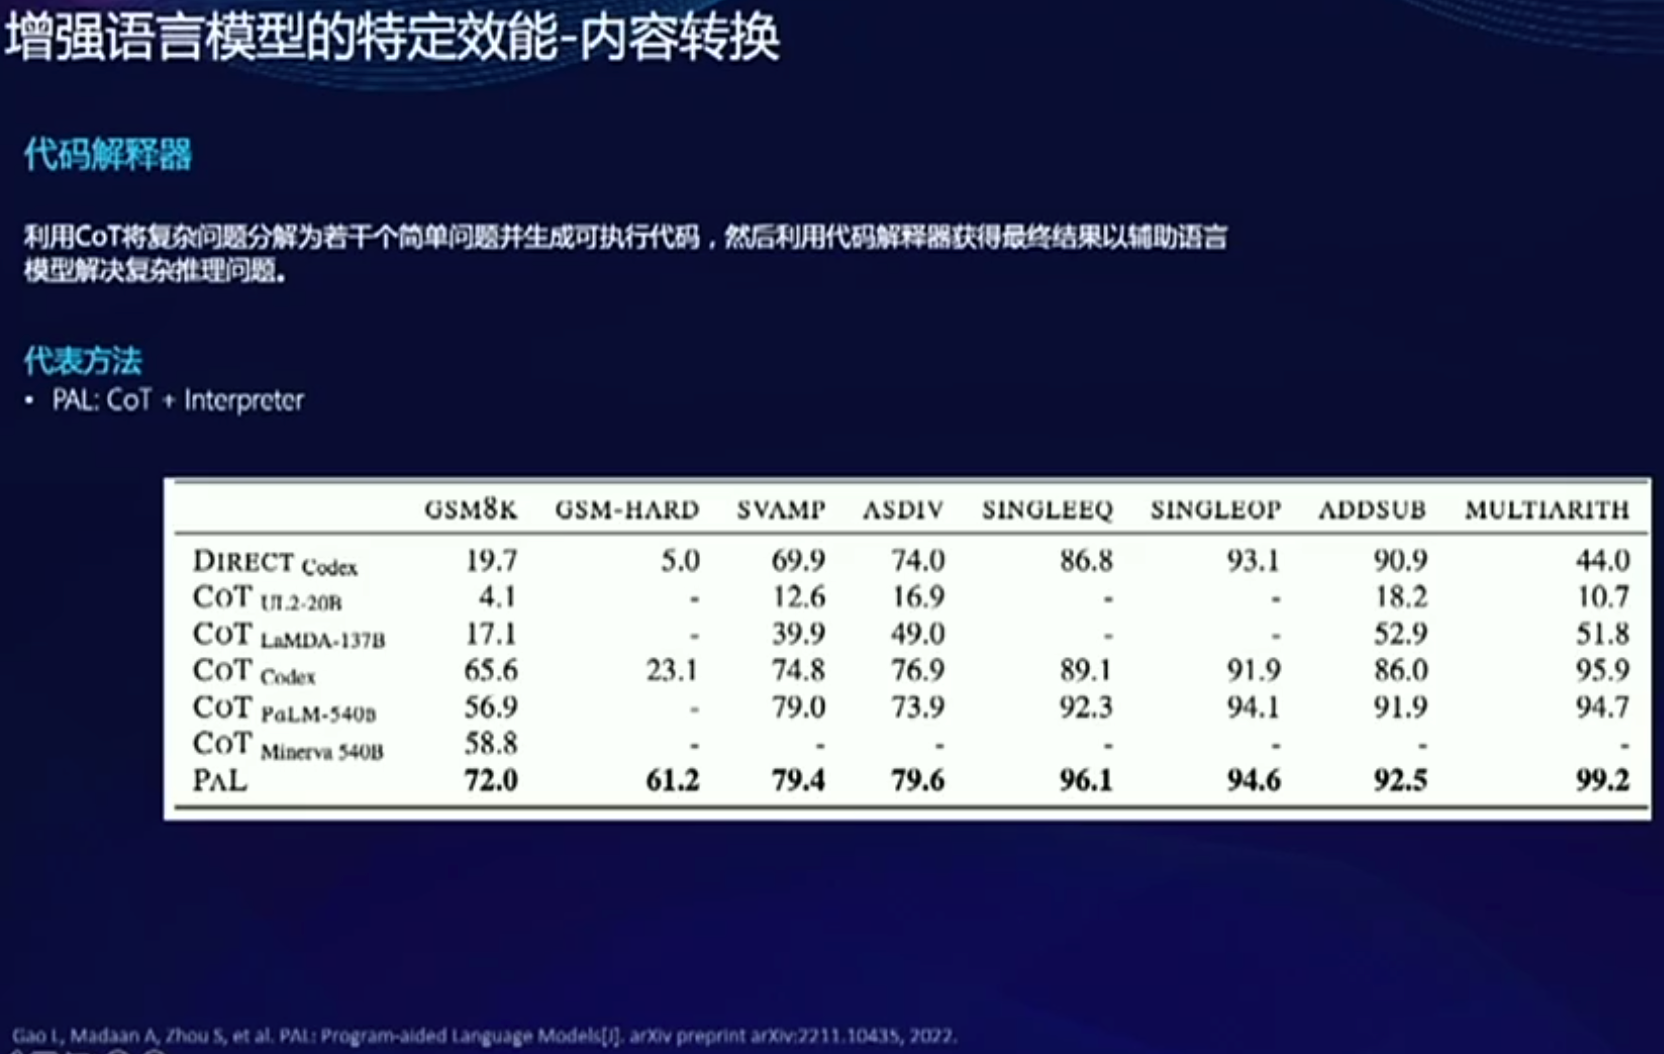 增强语言模型的特定效能-内容转换
代码解释器
利用CoT将复杂问题分解为若干个简单问题并生成可执行代码，然后利用代码解释器获得最终结果以辅助语言
模型解决复杂推理问题。
代表方法
• PAL: CoT + Interpreter
GSM8K GSM-HARD SVAMP ASDIV SINGLEEQ SINGLEOP ADDSUB MULTIARITH
DIRECT Codex 19.7 5.0 69.9 74.0 86.8 93.1 90.9 44.0
COT UL2-20B 4.1 - 12.6 16.9 - - 18.2 10.7
COT LaMDA-137B 17.1 - 39.9 49.0 - - 52.9 51.8
COT Codex 65.6 23.1 74.8 76.9 89.1 91.9 86.0 95.9
COT PaLM-540B 56.9 - 79.0 73.9 92.3 94.1 91.9 94.7
COT Minerva 540B 58.8 - - - - - - -
PAL 72.0 61.2 79.4 79.6 96.1 94.6 92.5 99.2
Gao L, Madaan A, Zhou S, et al. PAL: Program-aided Language Models[J]. arXiv preprint arXiv:2211.10435, 2022.